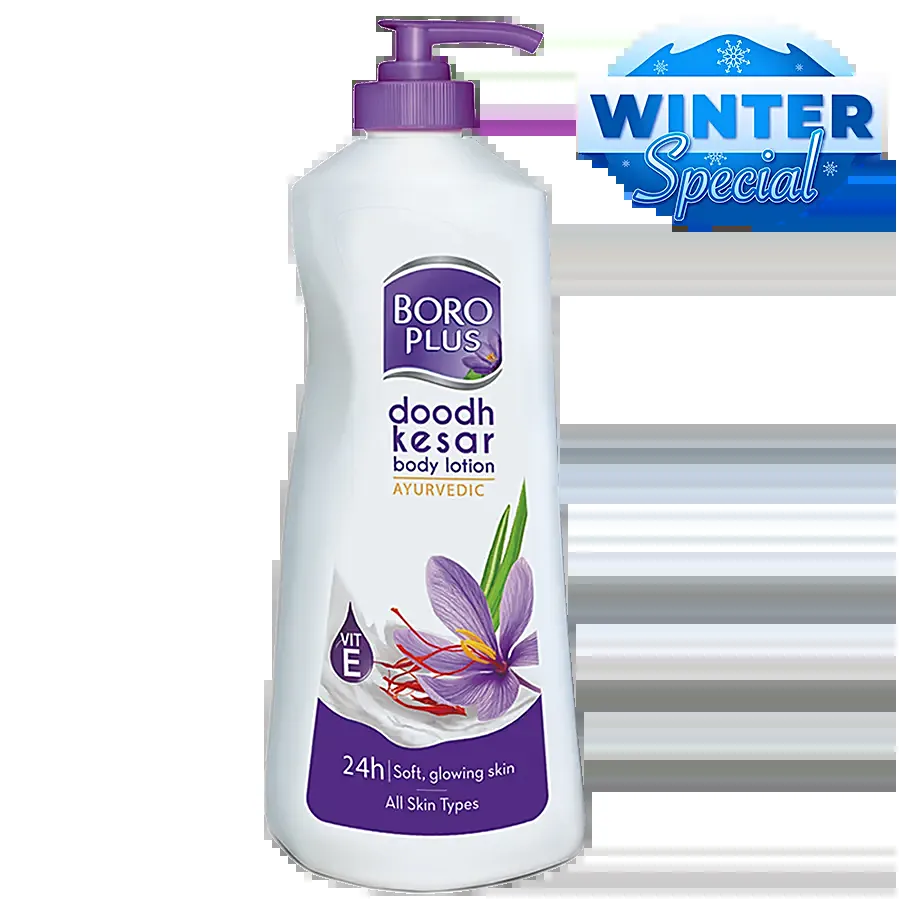 WINTER
Special
BORO
PLUS
doodh
kesar
body lotion
AYURVEDIC
VIT
E
24h | Soft, glowing skin
All Skin Types